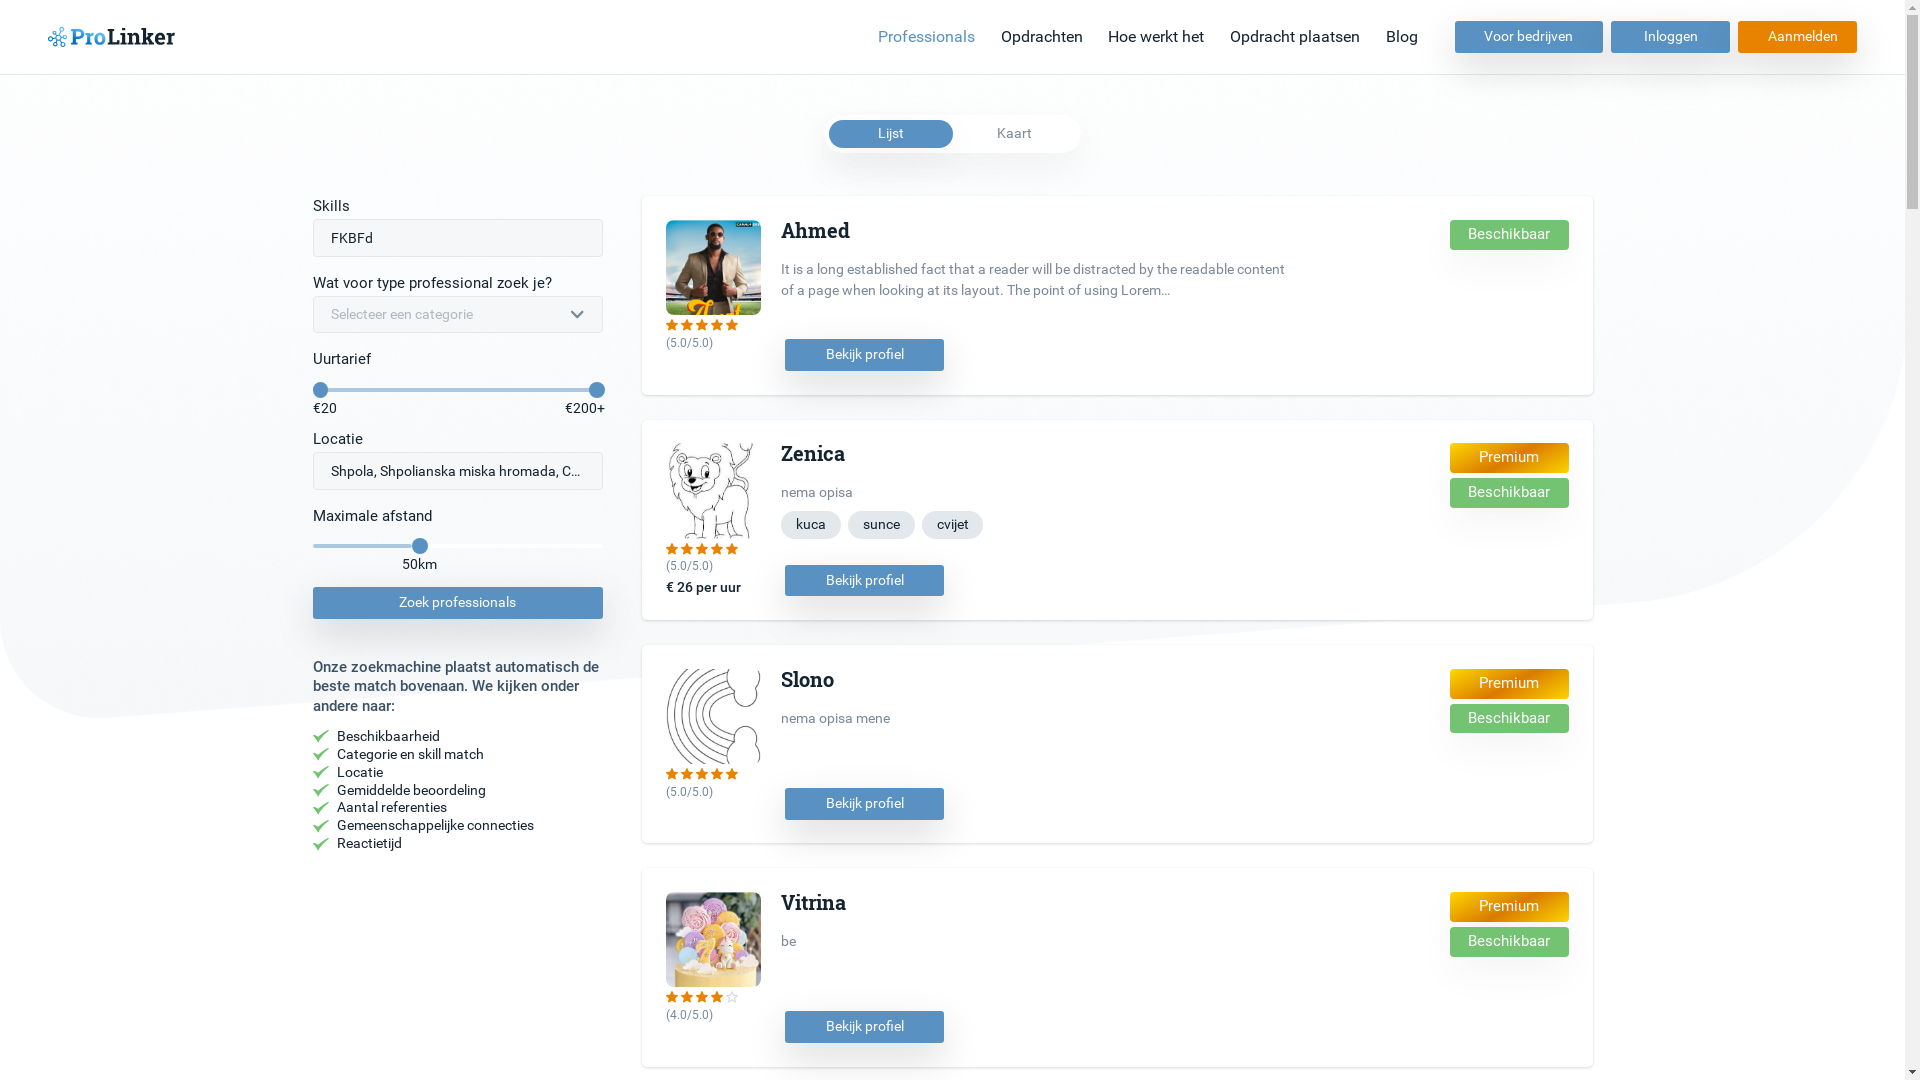 ProLinker
Professionals
Opdrachten
Hoe werkt het
Opdracht plaatsen
Blog
Voor bedrijven
Inloggen
Aanmelden
Lijst
Kaart
Skills
FKBFd
Wat voor type professional zoek je?
Selecteer een categorie
Uurtarief
€20
€200+
Locatie
Shpola, Shpolianska miska hromada, C...
Maximale afstand
50km
Zoek professionals
Onze zoekmachine plaatst automatisch de
beste match bovenaan. We kijken onder
andere naar:
Beschikbaarheid
Categorie en skill match
Locatie
Gemiddelde beoordeling
Aantal referenties
Gemeenschappelijke connecties
Reactietijd
Ahmed
Beschikbaar
It is a long established fact that a reader will be distracted by the readable content
of a page when looking at its layout. The point of using Lorem...
(5.0/5.0)
Bekijk profiel
Zenica
Premium
Beschikbaar
nema opisa
kuca
sunce
cvijet
(5.0/5.0)
€ 26 per uur
Bekijk profiel
Slono
Premium
Beschikbaar
nema opisa mene
(5.0/5.0)
Bekijk profiel
Vitrina
Premium
Beschikbaar
be
(4.0/5.0)
Bekijk profiel